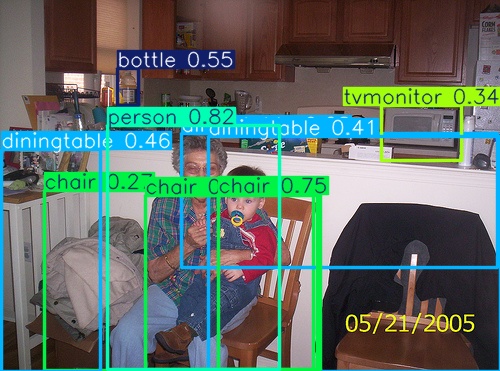 bottle 0.55
tvmonitor 0.34
person 0.82
diningtable 0.41
diningtable 0.46
chair 0.27
chair
chair 0.75
05/21/2005